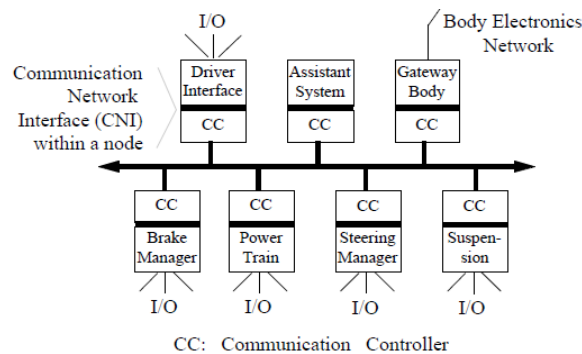 I/O
Body Electronics
Network
Communication
Network
Interface (CNI)
within a node
Driver
Interface
CC
Assistant
System
CC
Gateway
Body
CC
CC
Brake
Manager
I/O
CC
Power
Train
I/O
CC
Steering
Manager
I/O
CC
Suspen-
sion
I/O
CC: Communication Controller